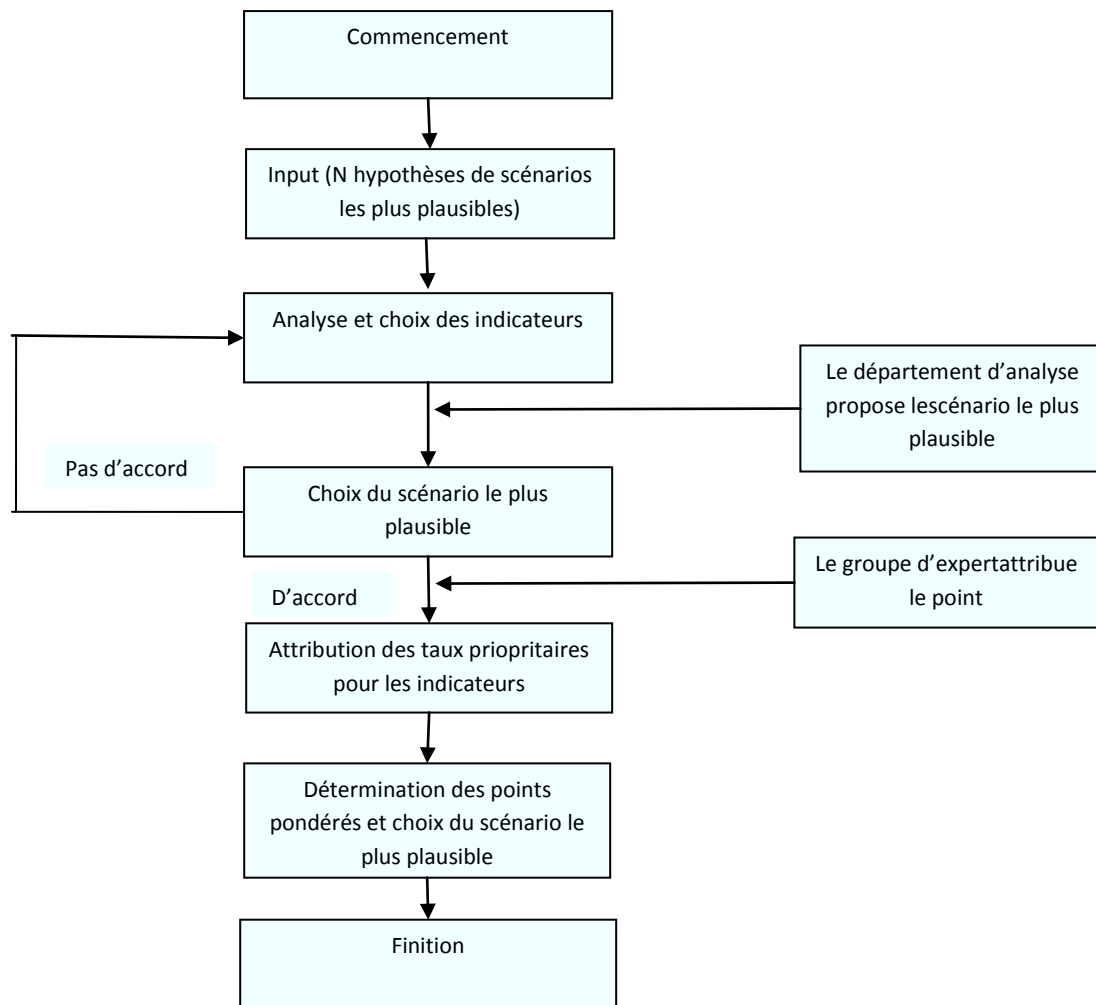 Commencement
Input (N hypothèses de scénarios
les plus plausibles)
Analyse et choix des indicateurs
Le département d’analyse
propose lescénario le plus
plausible
Pas d’accord
Choix du scénario le plus
plausible
Le groupe d’expertattribue
le point
D’accord
Attribution des taux priopritaires
pour les indicateurs
Détermination des points
pondérés et choix du scénario le
plus plausible
Finition